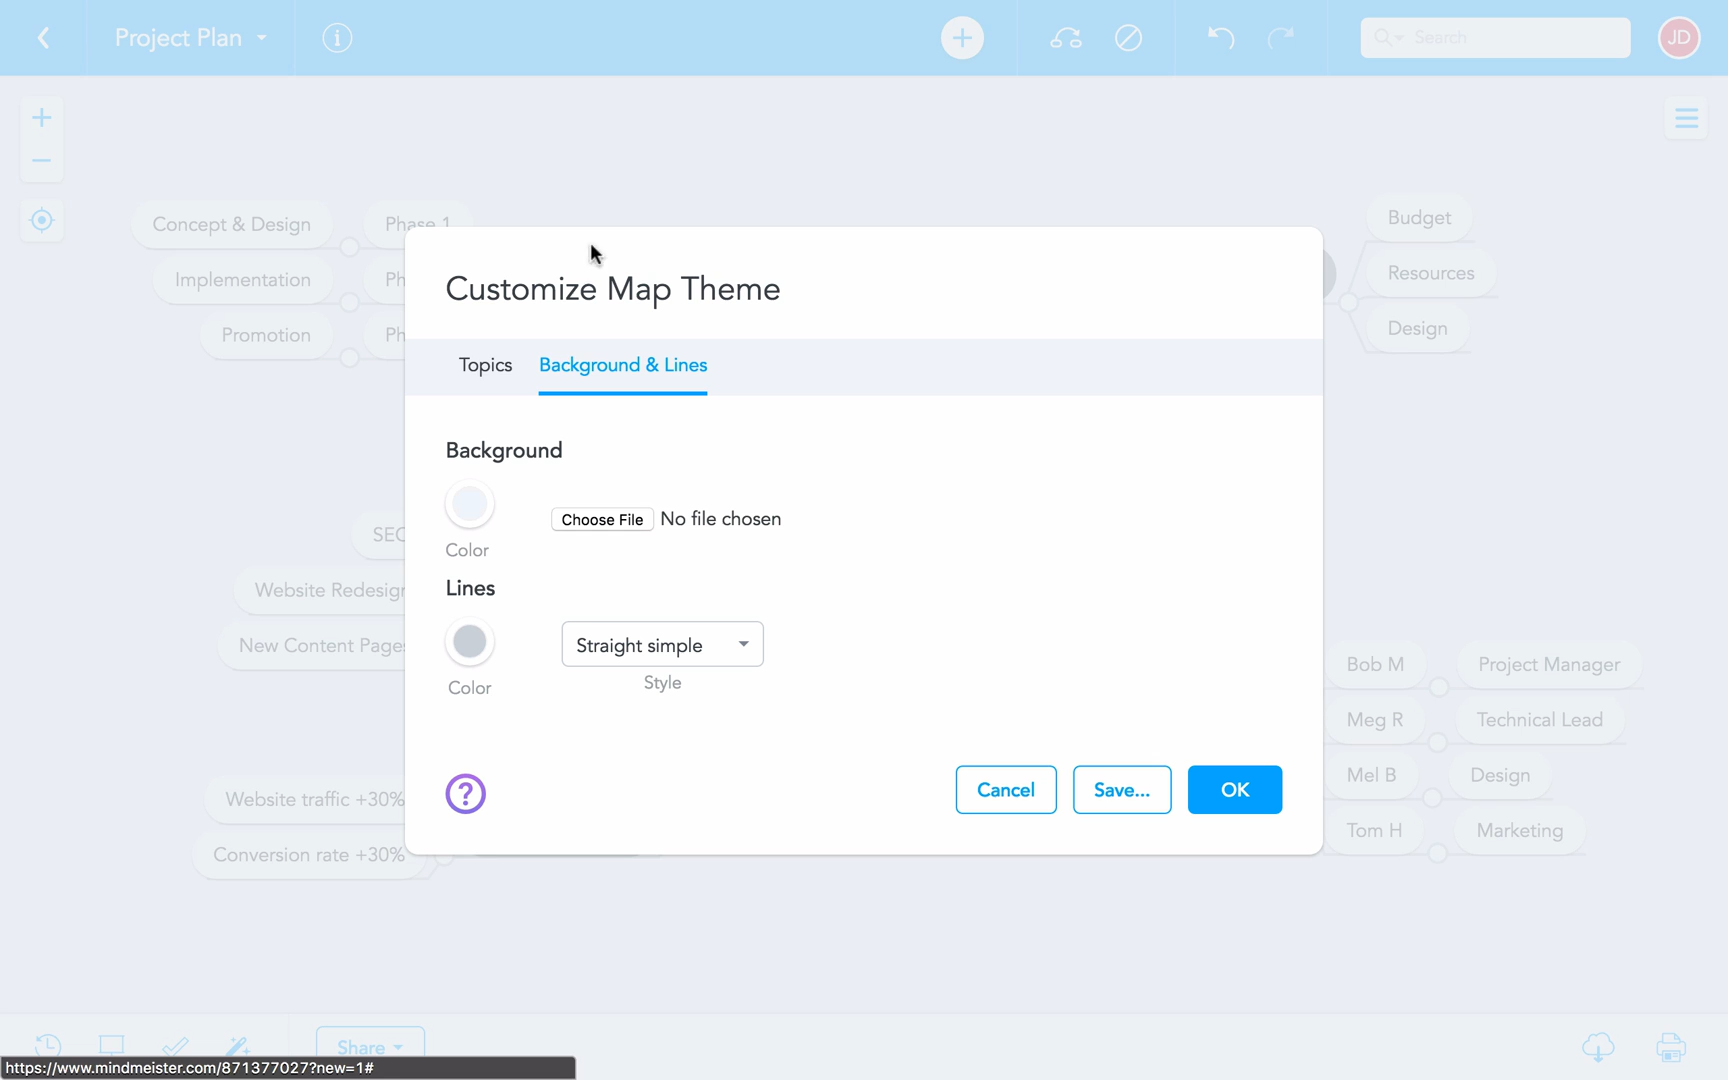 Project Plan
Search
JD
Concept & Design
Phase 1
Implementation
Ph
Promotion
Ph
Budget
Resources
Design
Customize Map Theme
Topics
Background & Lines
Background
Choose File No file chosen
Color
Lines
Straight simple
Color
Style
SEO
Website Redesign
New Content Pages
Website traffic +30%
Conversion rate +30%
Bob M
Project Manager
Meg R
Technical Lead
Mel B
Design
Tom H
Marketing
?
Cancel
Save...
OK
Share
https://www.mindmeister.com/871377027?new=1#